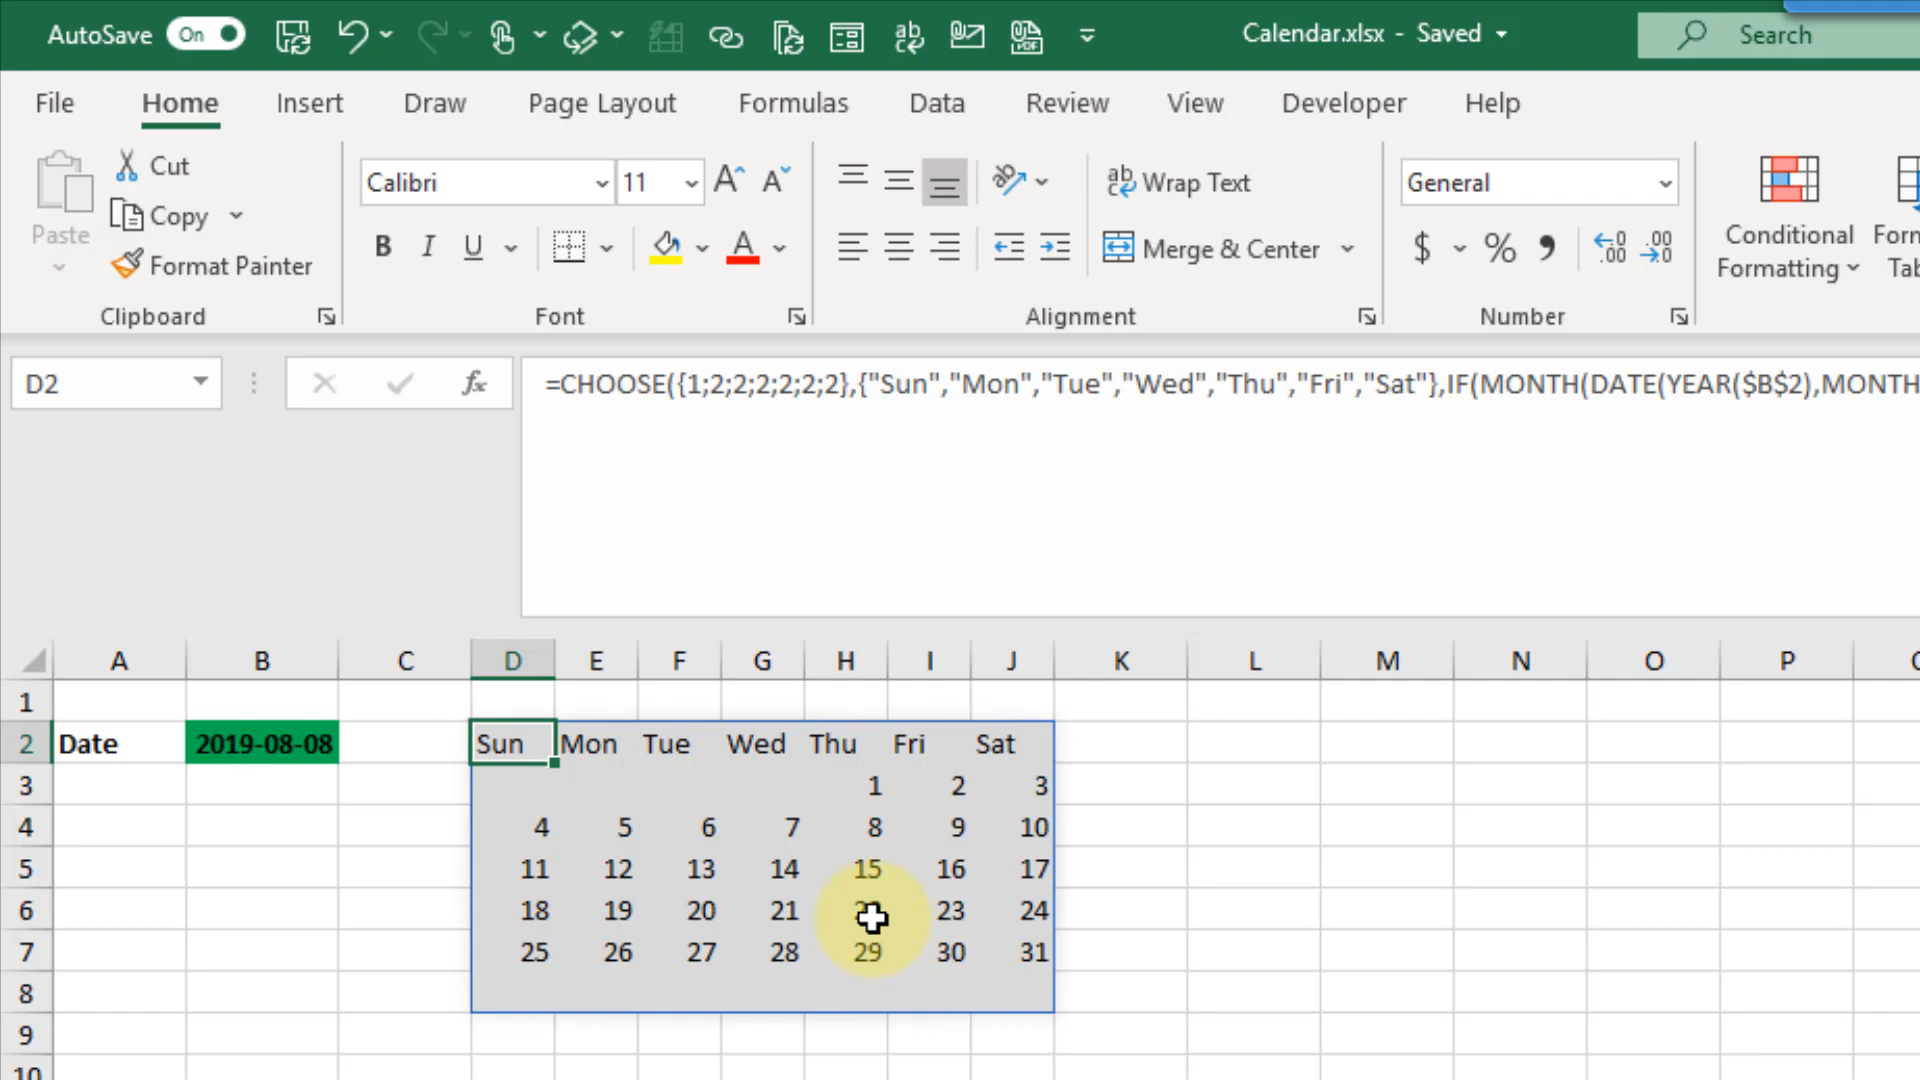 AutoSave On Calendar.xlsx - Saved Search
File Home Insert Draw Page Layout Formulas Data Review View Developer Help
Paste
Cut
Copy
Format Painter
Clipboard
Calibri 11
B I U
Font
Wrap Text
Merge & Center
Alignment
General
$ % ,
Number
Conditional
Formatting
D2 fx =CHOOSE({1;2;2;2;2;2;2},{"Sun","Mon","Tue","Wed","Thu","Fri","Sat"},IF(MONTH(DATE(YEAR($B$2),MONTH
A B C D E F G H I J K L M N O P
1
2 Date 2019-08-08 Sun Mon Tue Wed Thu Fri Sat
3 1 2 3
4 4 5 6 7 8 9 10
5 11 12 13 14 15 16 17
6 18 19 20 21 23 24
7 25 26 27 28 29 30 31
8
9
10